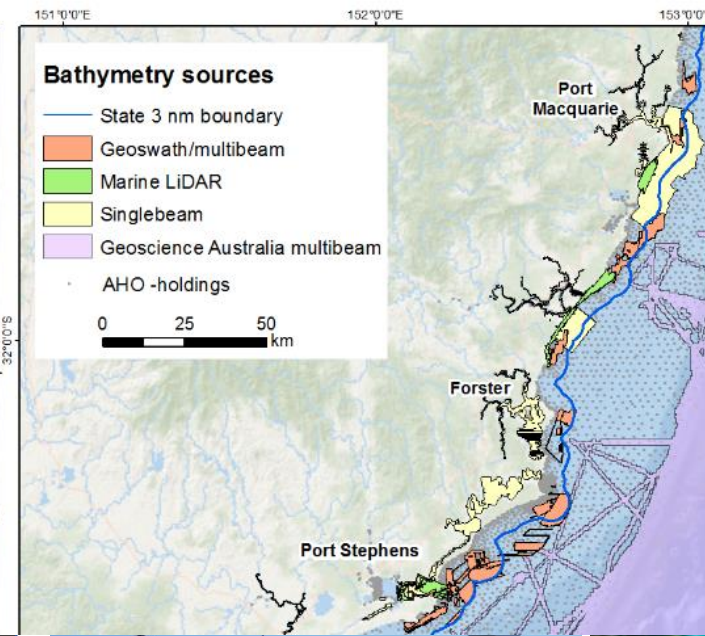 151°0'0"E 152°0'0"E 153°0'0"E
Bathymetry sources
State 3 nm boundary
Geoswath/multibeam
Marine LiDAR
Singlebeam
Geoscience Australia multibeam
AHO -holdings
0 25 50
km
32°0'0"S
Port
Macquarie
Forster
Port Stephens